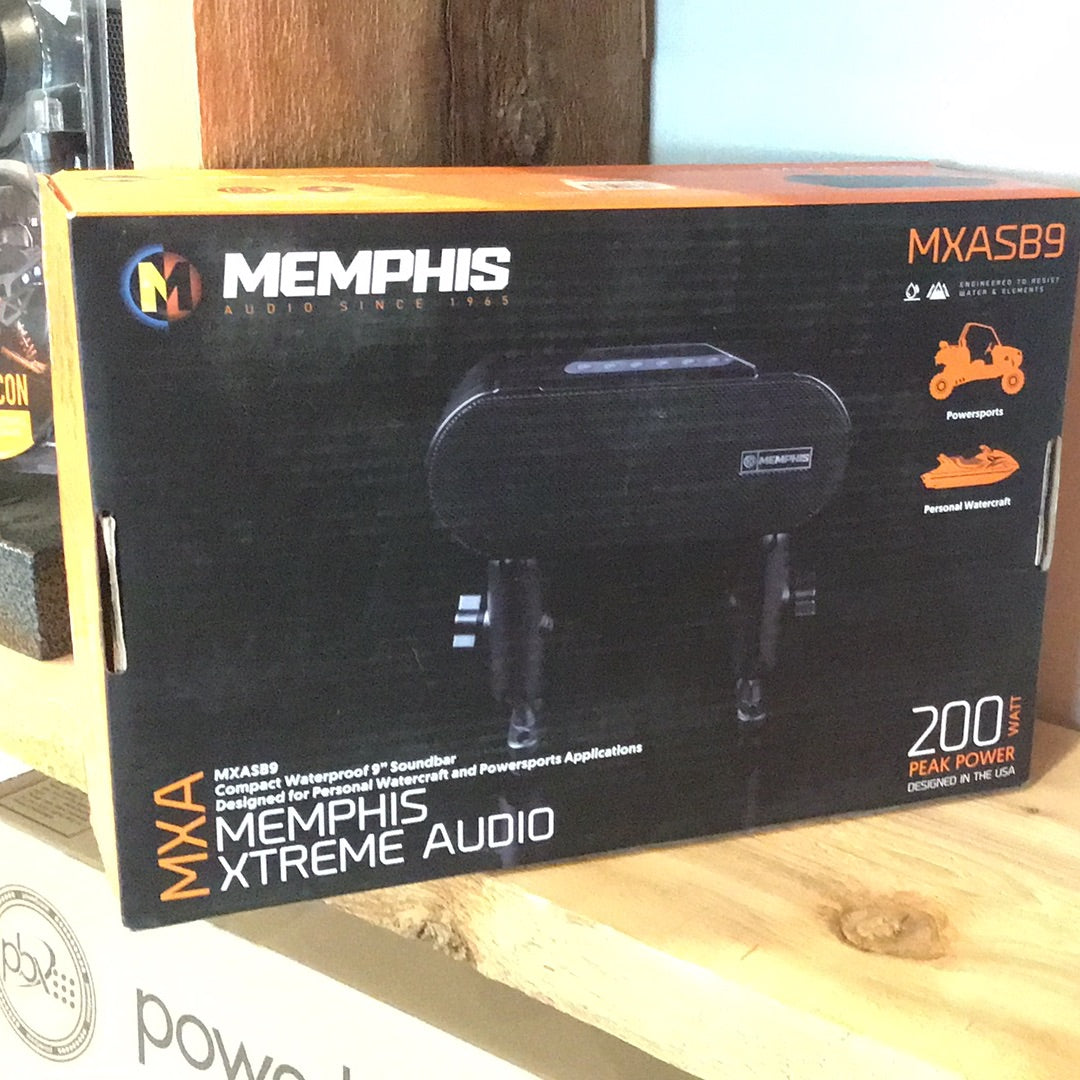 MEMPHIS
AUDIO SINCE 1965
MXASB9
ENGINEERED TO RESIST
WATER & ELEMENTS
Powersports
Personal Watercraft
MEMPHIS
200 WATT
PEAK POWER
DESIGNED IN THE USA
MXASB9
Compact Waterproof 9" Soundbar
Designed for Personal Watercraft and Powersports Applications
MXA
MEMPHIS
XTREME AUDIO
CON
pbx
powe